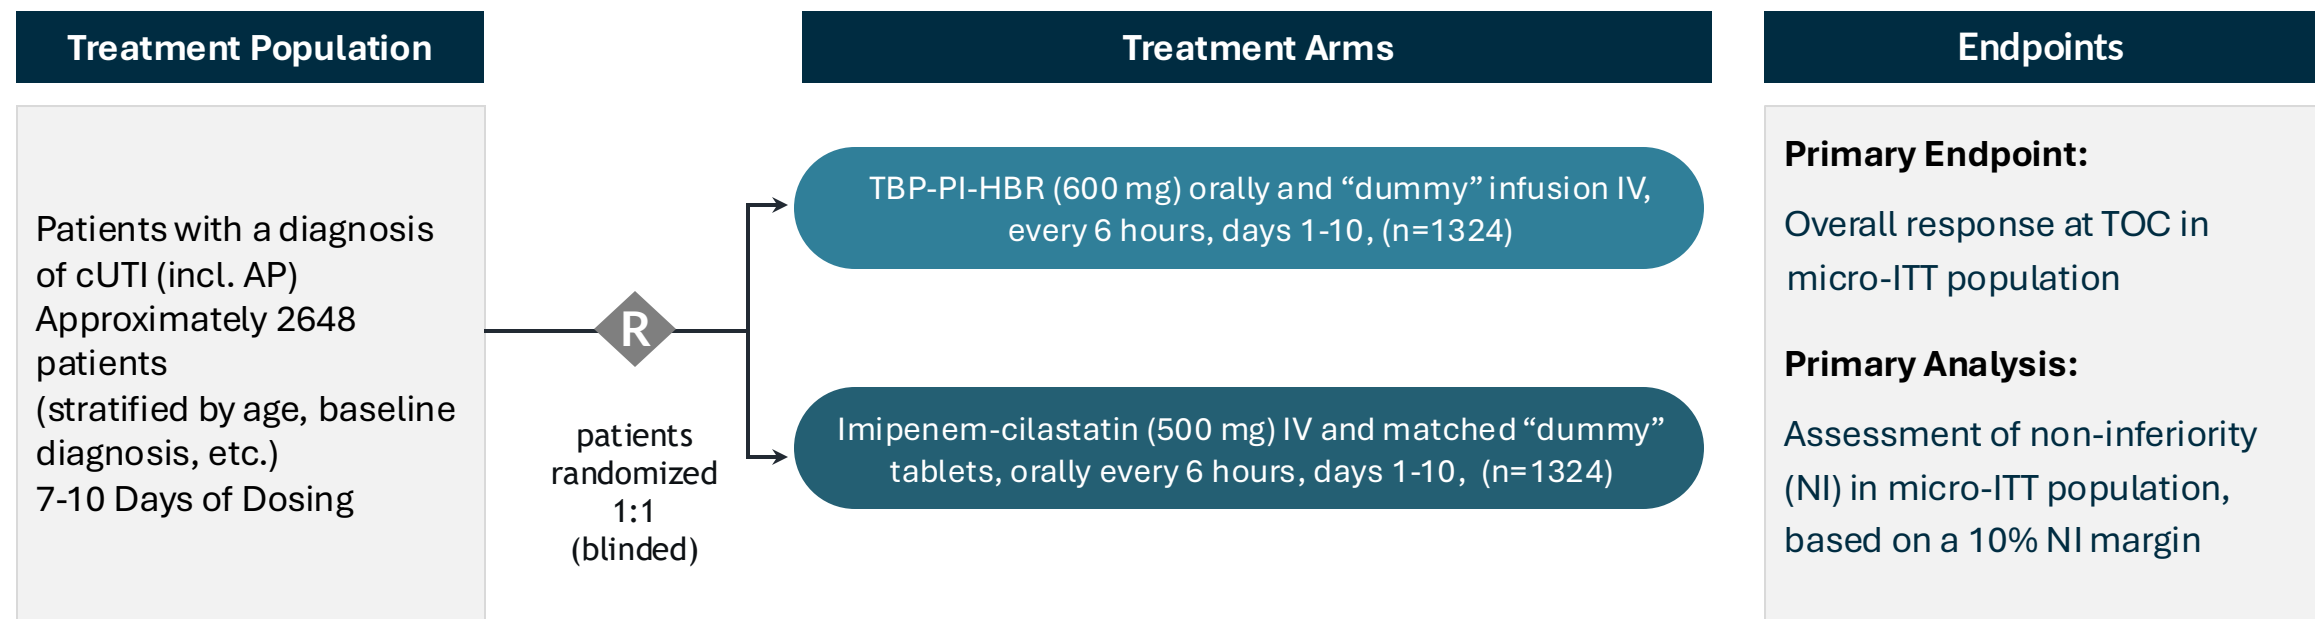 Treatment Population
Patients with a diagnosis
of cUTI (incl. AP)
Approximately 2648
patients
(stratified by age, baseline
diagnosis, etc.)
7-10 Days of Dosing
R
patients
randomized
1:1
(blinded)
Treatment Arms
TBP-PI-HBR (600 mg) orally and “dummy” infusion IV,
every 6 hours, days 1-10, (n=1324)
Imipenem-cilastatin (500 mg) IV and matched “dummy”
tablets, orally every 6 hours, days 1-10, (n=1324)
Endpoints
Primary Endpoint:
Overall response at TOC in
micro-ITT population
Primary Analysis:
Assessment of non-inferiority
(NI) in micro-ITT population,
based on a 10% NI margin